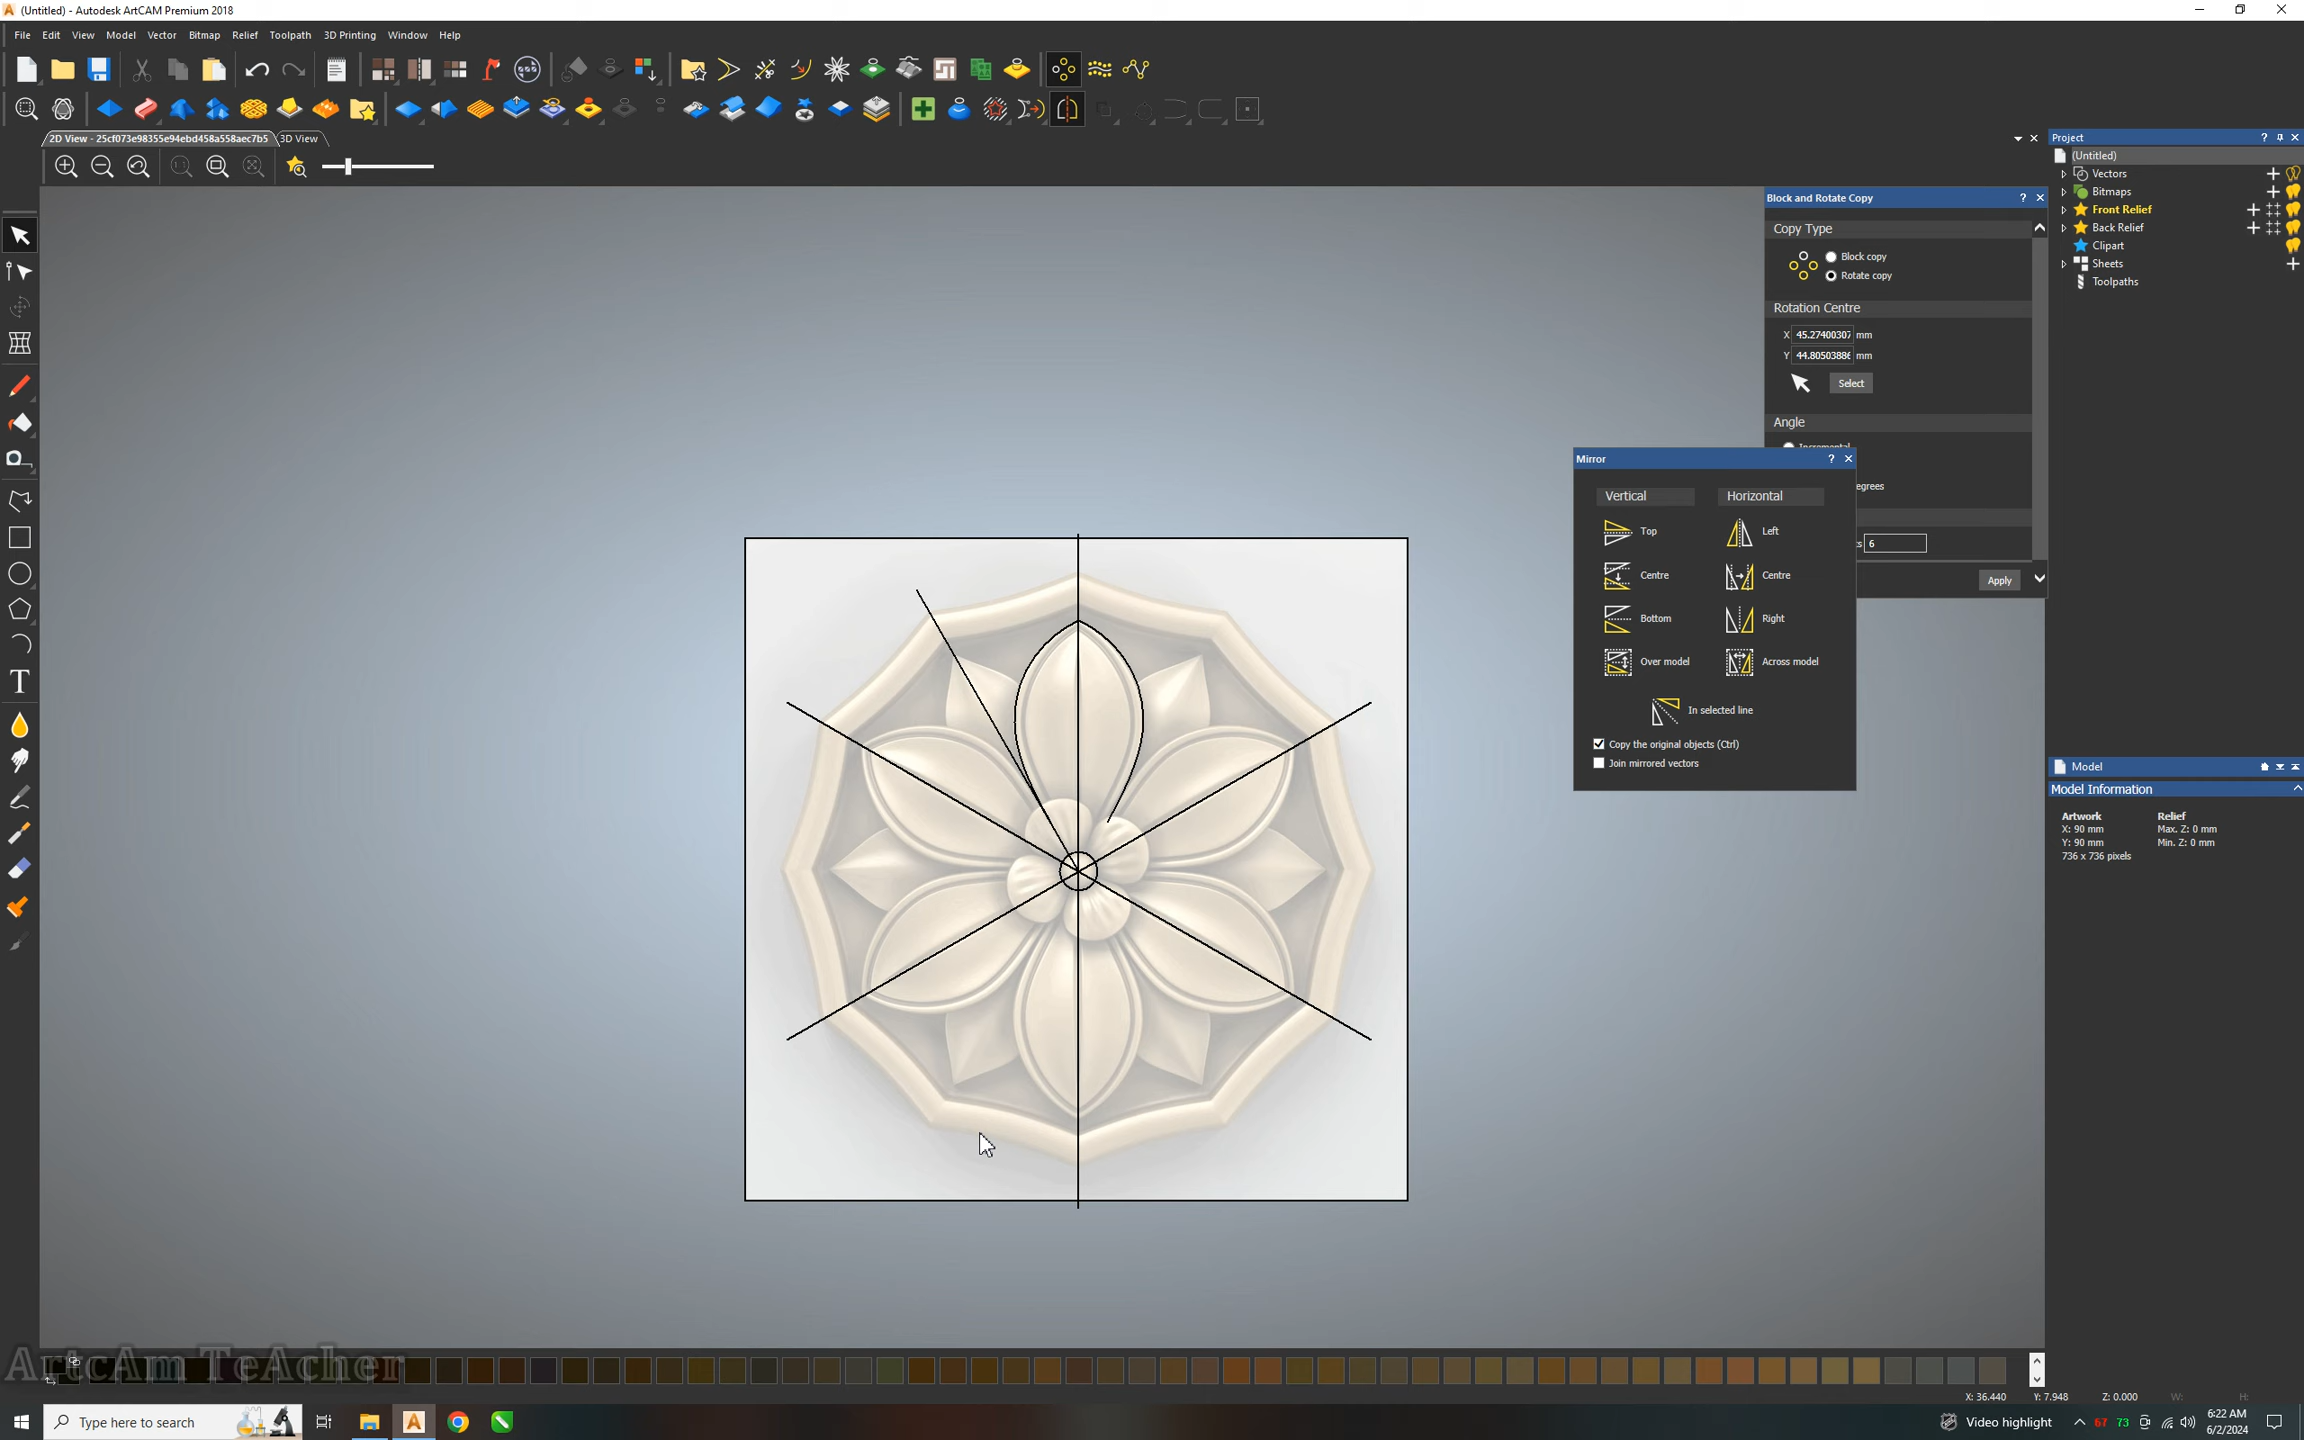 (Untitled) - Autodesk ArtCAM Premium 2018
File Edit View Model Vector Bitmap Relief Toolpath 3D Printing Window Help
2D View - 25cf073e98355e94ebd458a558aec7b5 3D View
Project
(Untitled)
Vectors
Bitmaps
Front Relief
Back Relief
Clipart
Sheets
Toolpaths
Block and Rotate Copy
Copy Type
Block copy
Rotate copy
Rotation Centre
X 45.27400307 mm
Y 44.80503886 mm
Select
Angle
egrees
6
Apply
Mirror
Vertical Horizontal
Top Left
Centre Centre
Bottom Right
Over model Across model
In selected line
Copy the original objects (Ctrl)
Join mirrored vectors
Model
Model Information
Artwork Relief
X: 90 mm Max. Z: 0 mm
Y: 90 mm Min. Z: 0 mm
736 x 736 pixels
ArtcAm TeAcher
X: 36.440 Y: 7.948 Z: 0.000 W: H:
Type here to search
Video highlight
67 73
6:22 AM
6/2/2024